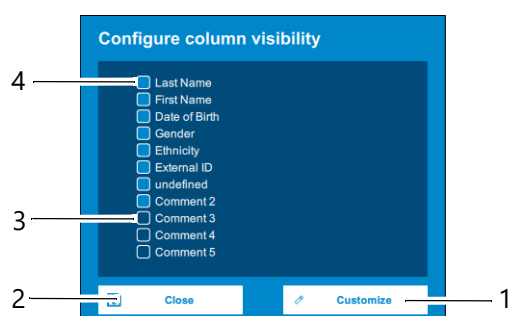 Configure column visibility
4
Last Name
First Name
Date of Birth
Gender
Ethnicity
External ID
undefined
Comment 2
3
Comment 3
Comment 4
Comment 5
2
Close
Customize
1